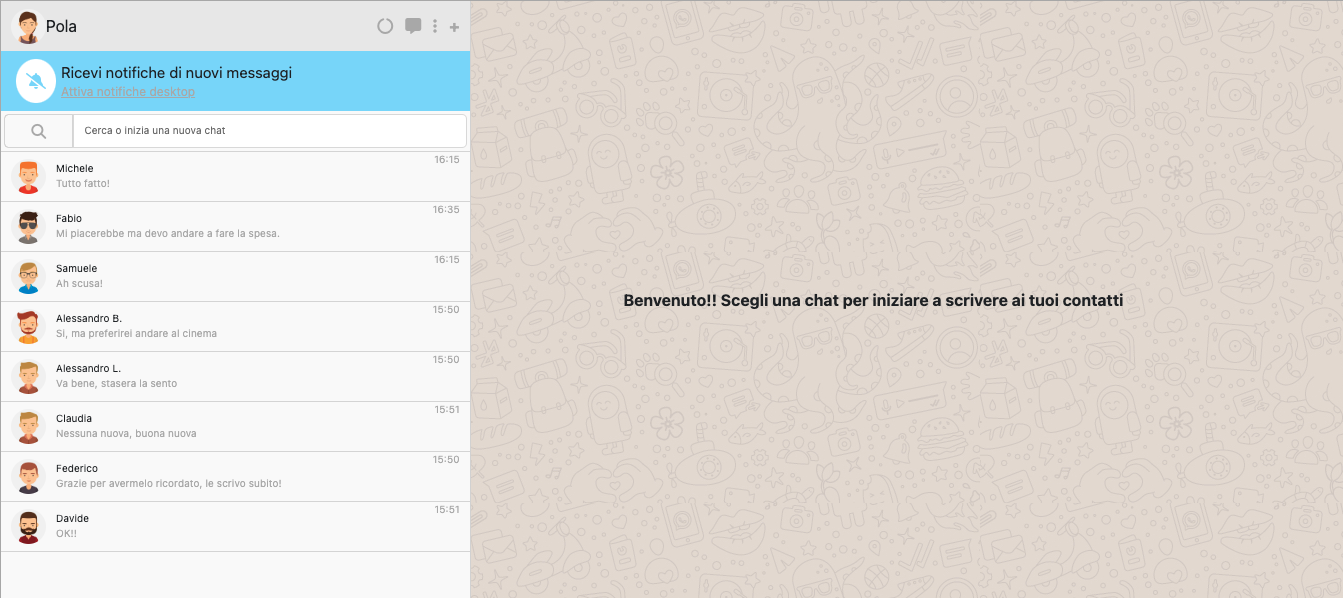 Pola
Ricevi notifiche di nuovi messaggi
Attiva notifiche desktop
Cerca o inizia una nuova chat
Michele 16:15
Tutto fatto!
Fabio 16:35
Mi piacerebbe ma devo andare a fare la spesa.
Samuele 16:15
Ah scusa!
Alessandro B. 15:50
Si, ma preferirei andare al cinema
Alessandro L. 15:50
Va bene, stasera la sento
Claudia 15:51
Nessuna nuova, buona nuova
Federico 15:50
Grazie per avermelo ricordato, le scrivo subito!
Davide 15:51
OK!!
Benvenuto!! Scegli una chat per iniziare a scrivere ai tuoi contatti